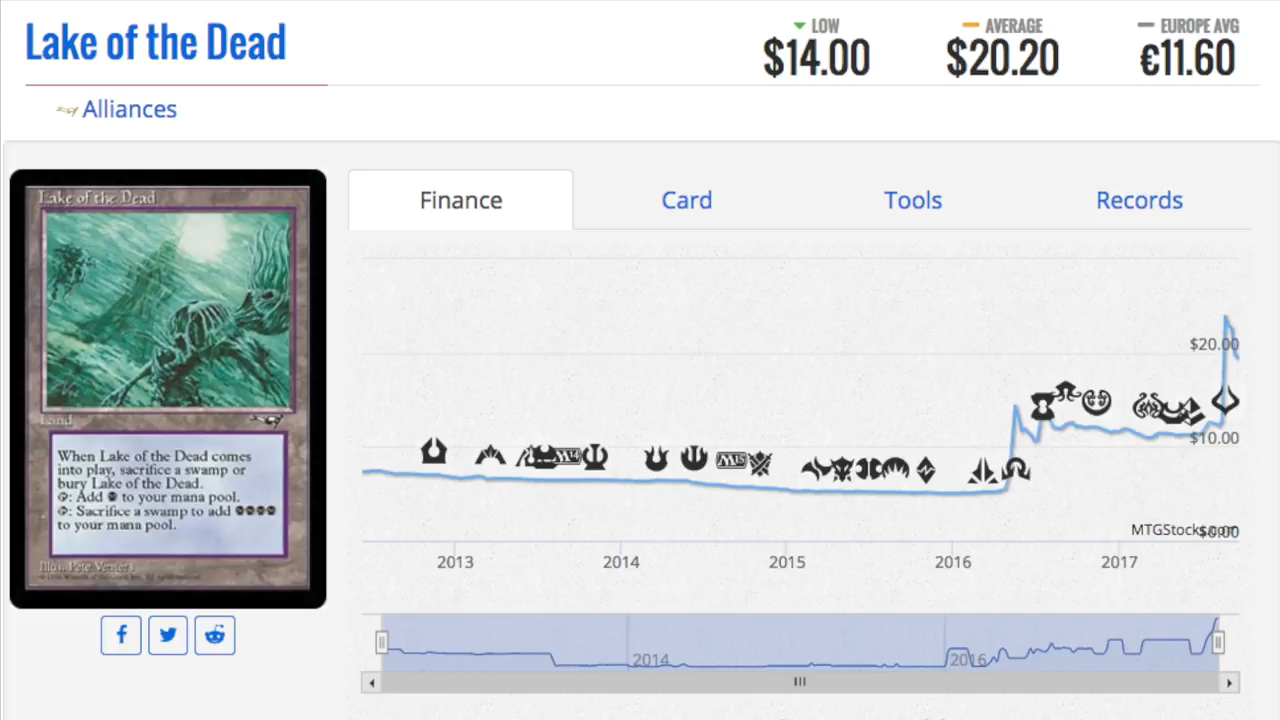 Lake of the Dead
LOW
$14.00
AVERAGE
$20.20
EUROPE AVG
€11.60
Alliances
Finance
Card
Tools
Records
Lake of the Dead
Land
When Lake of the Dead comes
into play, sacrifice a swamp or
bury Lake of the Dead.
: Add to your mana pool.
: Sacrifice a swamp to add
to your mana pool.
Illus. Pete Venters
$20.00
$10.00
$0.00
MTGStocks.com
2013
2014
2015
2016
2017
2014
2016